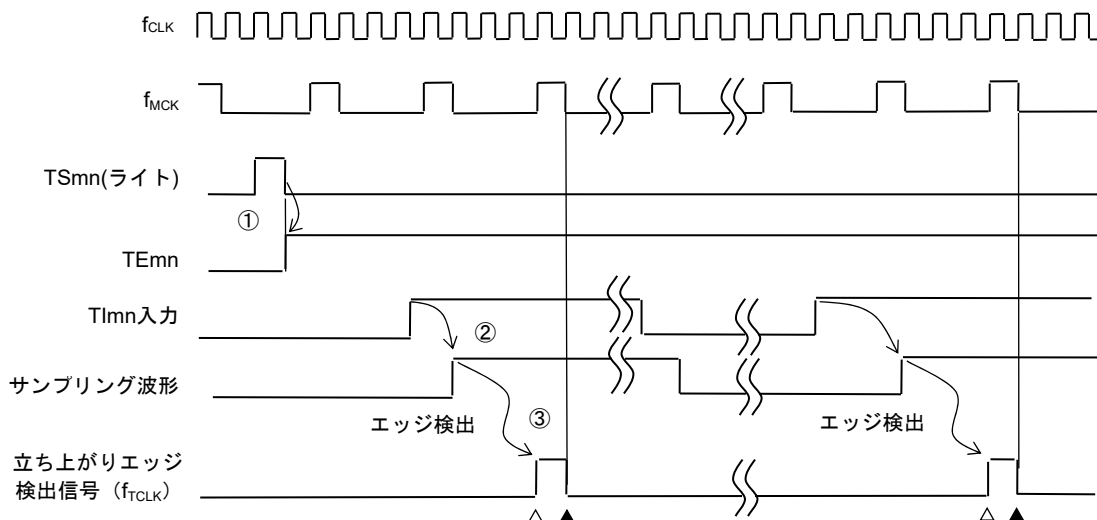 fCLK
fMCK
TSmn(ライト)
①
TEmn
TImn入力
②
サンプリング波形
エッジ検出
③
エッジ検出
立ち上がりエッジ
検出信号（fTCLK）
△ ▲ △ ▲